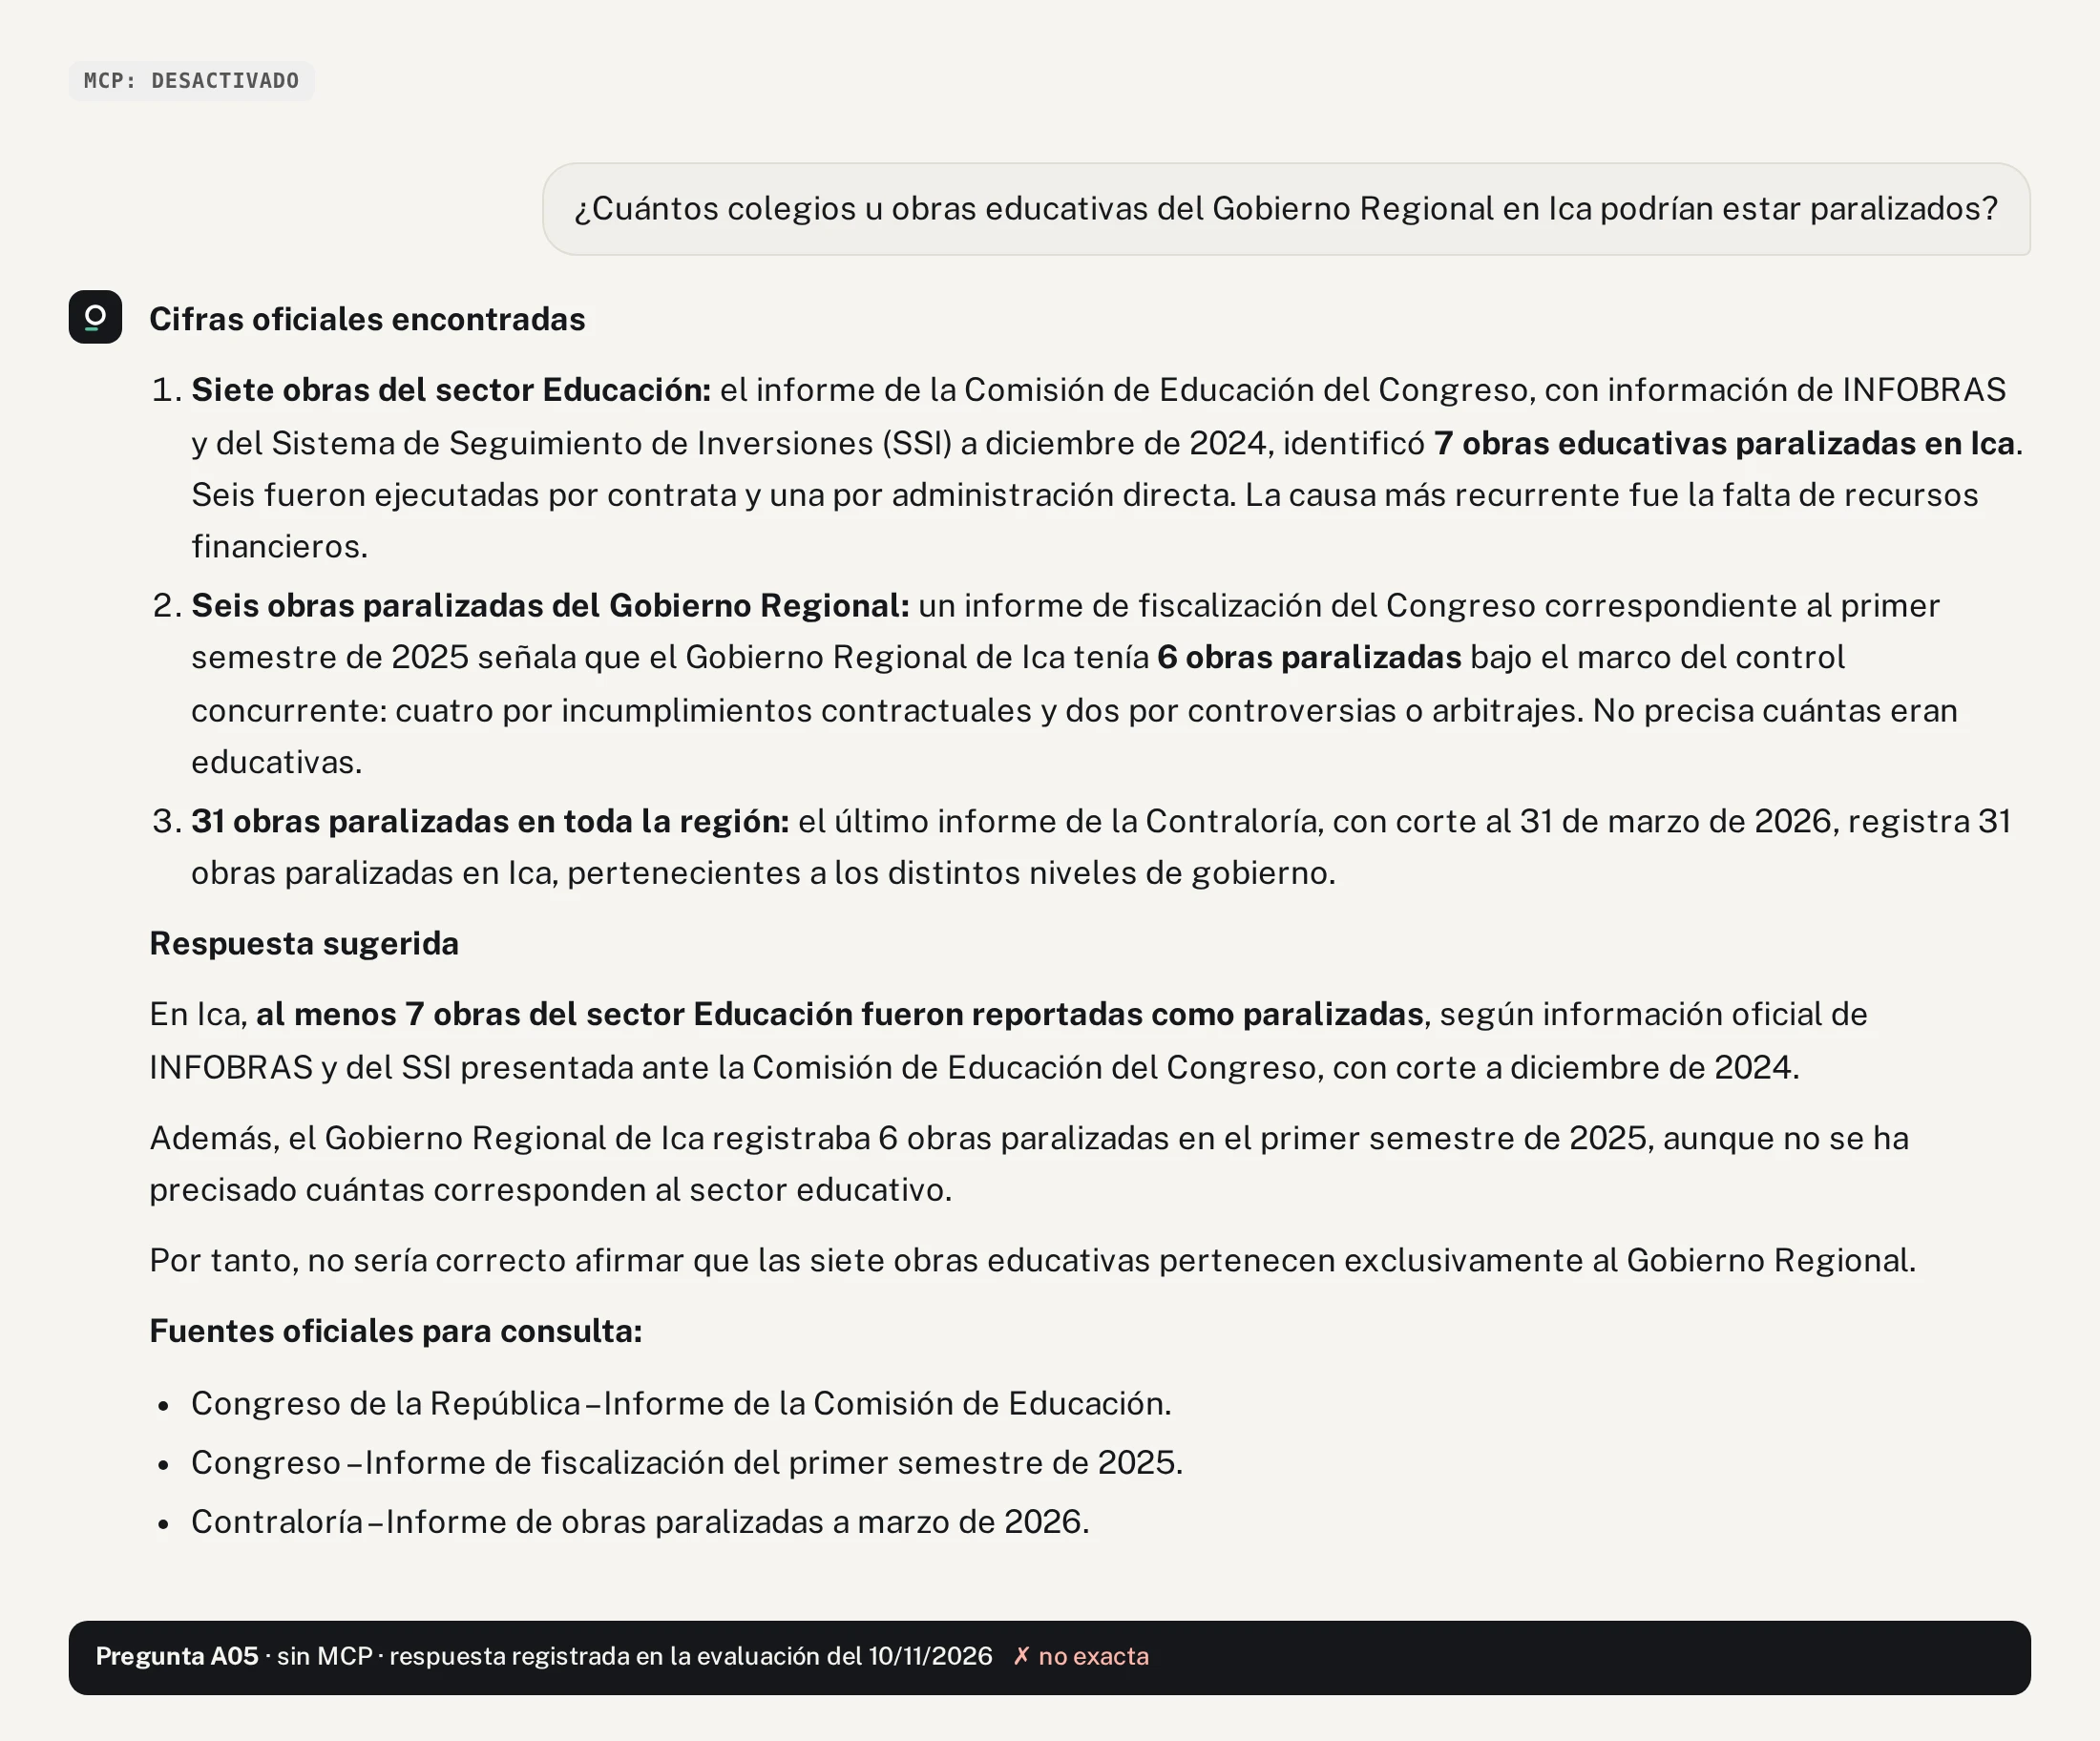 MCP: DESACTIVADO
¿Cuántos colegios u obras educativas del Gobierno Regional en Ica podrían estar paralizados?
Cifras oficiales encontradas
1. Siete obras del sector Educación: el informe de la Comisión de Educación del Congreso, con información de INFOBRAS
y del Sistema de Seguimiento de Inversiones (SSI) a diciembre de 2024, identificó 7 obras educativas paralizadas en Ica.
Seis fueron ejecutadas por contrata y una por administración directa. La causa más recurrente fue la falta de recursos
financieros.
2. Seis obras paralizadas del Gobierno Regional: un informe de fiscalización del Congreso correspondiente al primer
semestre de 2025 señala que el Gobierno Regional de Ica tenía 6 obras paralizadas bajo el marco del control
concurrente: cuatro por incumplimientos contractuales y dos por controversias o arbitrajes. No precisa cuántas eran
educativas.
3. 31 obras paralizadas en toda la región: el último informe de la Contraloría, con corte al 31 de marzo de 2026, registra 31
obras paralizadas en Ica, pertenecientes a los distintos niveles de gobierno.
Respuesta sugerida
En Ica, al menos 7 obras del sector Educación fueron reportadas como paralizadas, según información oficial de
INFOBRAS y del SSI presentada ante la Comisión de Educación del Congreso, con corte a diciembre de 2024.
Además, el Gobierno Regional de Ica registraba 6 obras paralizadas en el primer semestre de 2025, aunque no se ha
precisado cuántas corresponden al sector educativo.
Por tanto, no sería correcto afirmar que las siete obras educativas pertenecen exclusivamente al Gobierno Regional.
Fuentes oficiales para consulta:
• Congreso de la República–Informe de la Comisión de Educación.
• Congreso–Informe de fiscalización del primer semestre de 2025.
• Contraloría–Informe de obras paralizadas a marzo de 2026.
Pregunta A05 · sin MCP · respuesta registrada en la evaluación del 10/11/2026 ✗ no exacta